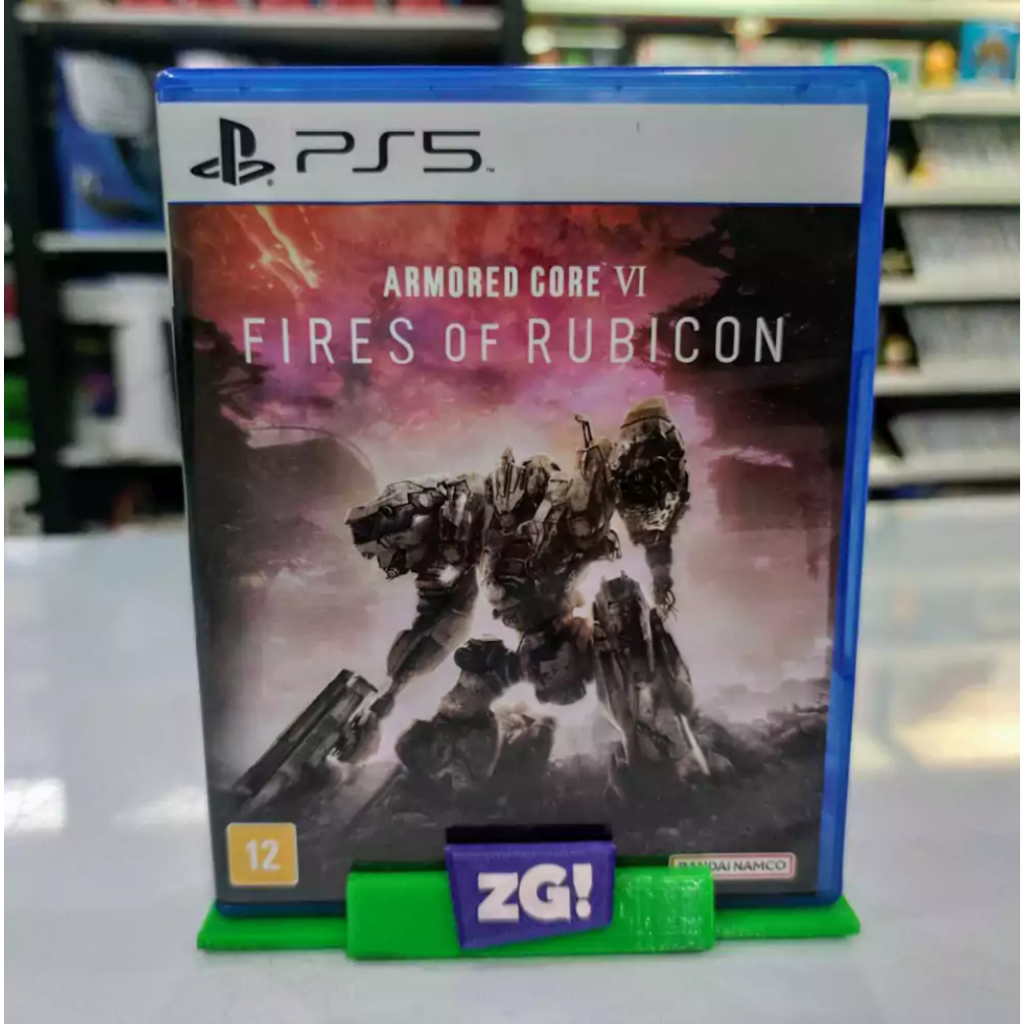 PS5
ARMORED CORE VI
FIRES OF RUBICON
12
BANDAI NAMCO
ZG!